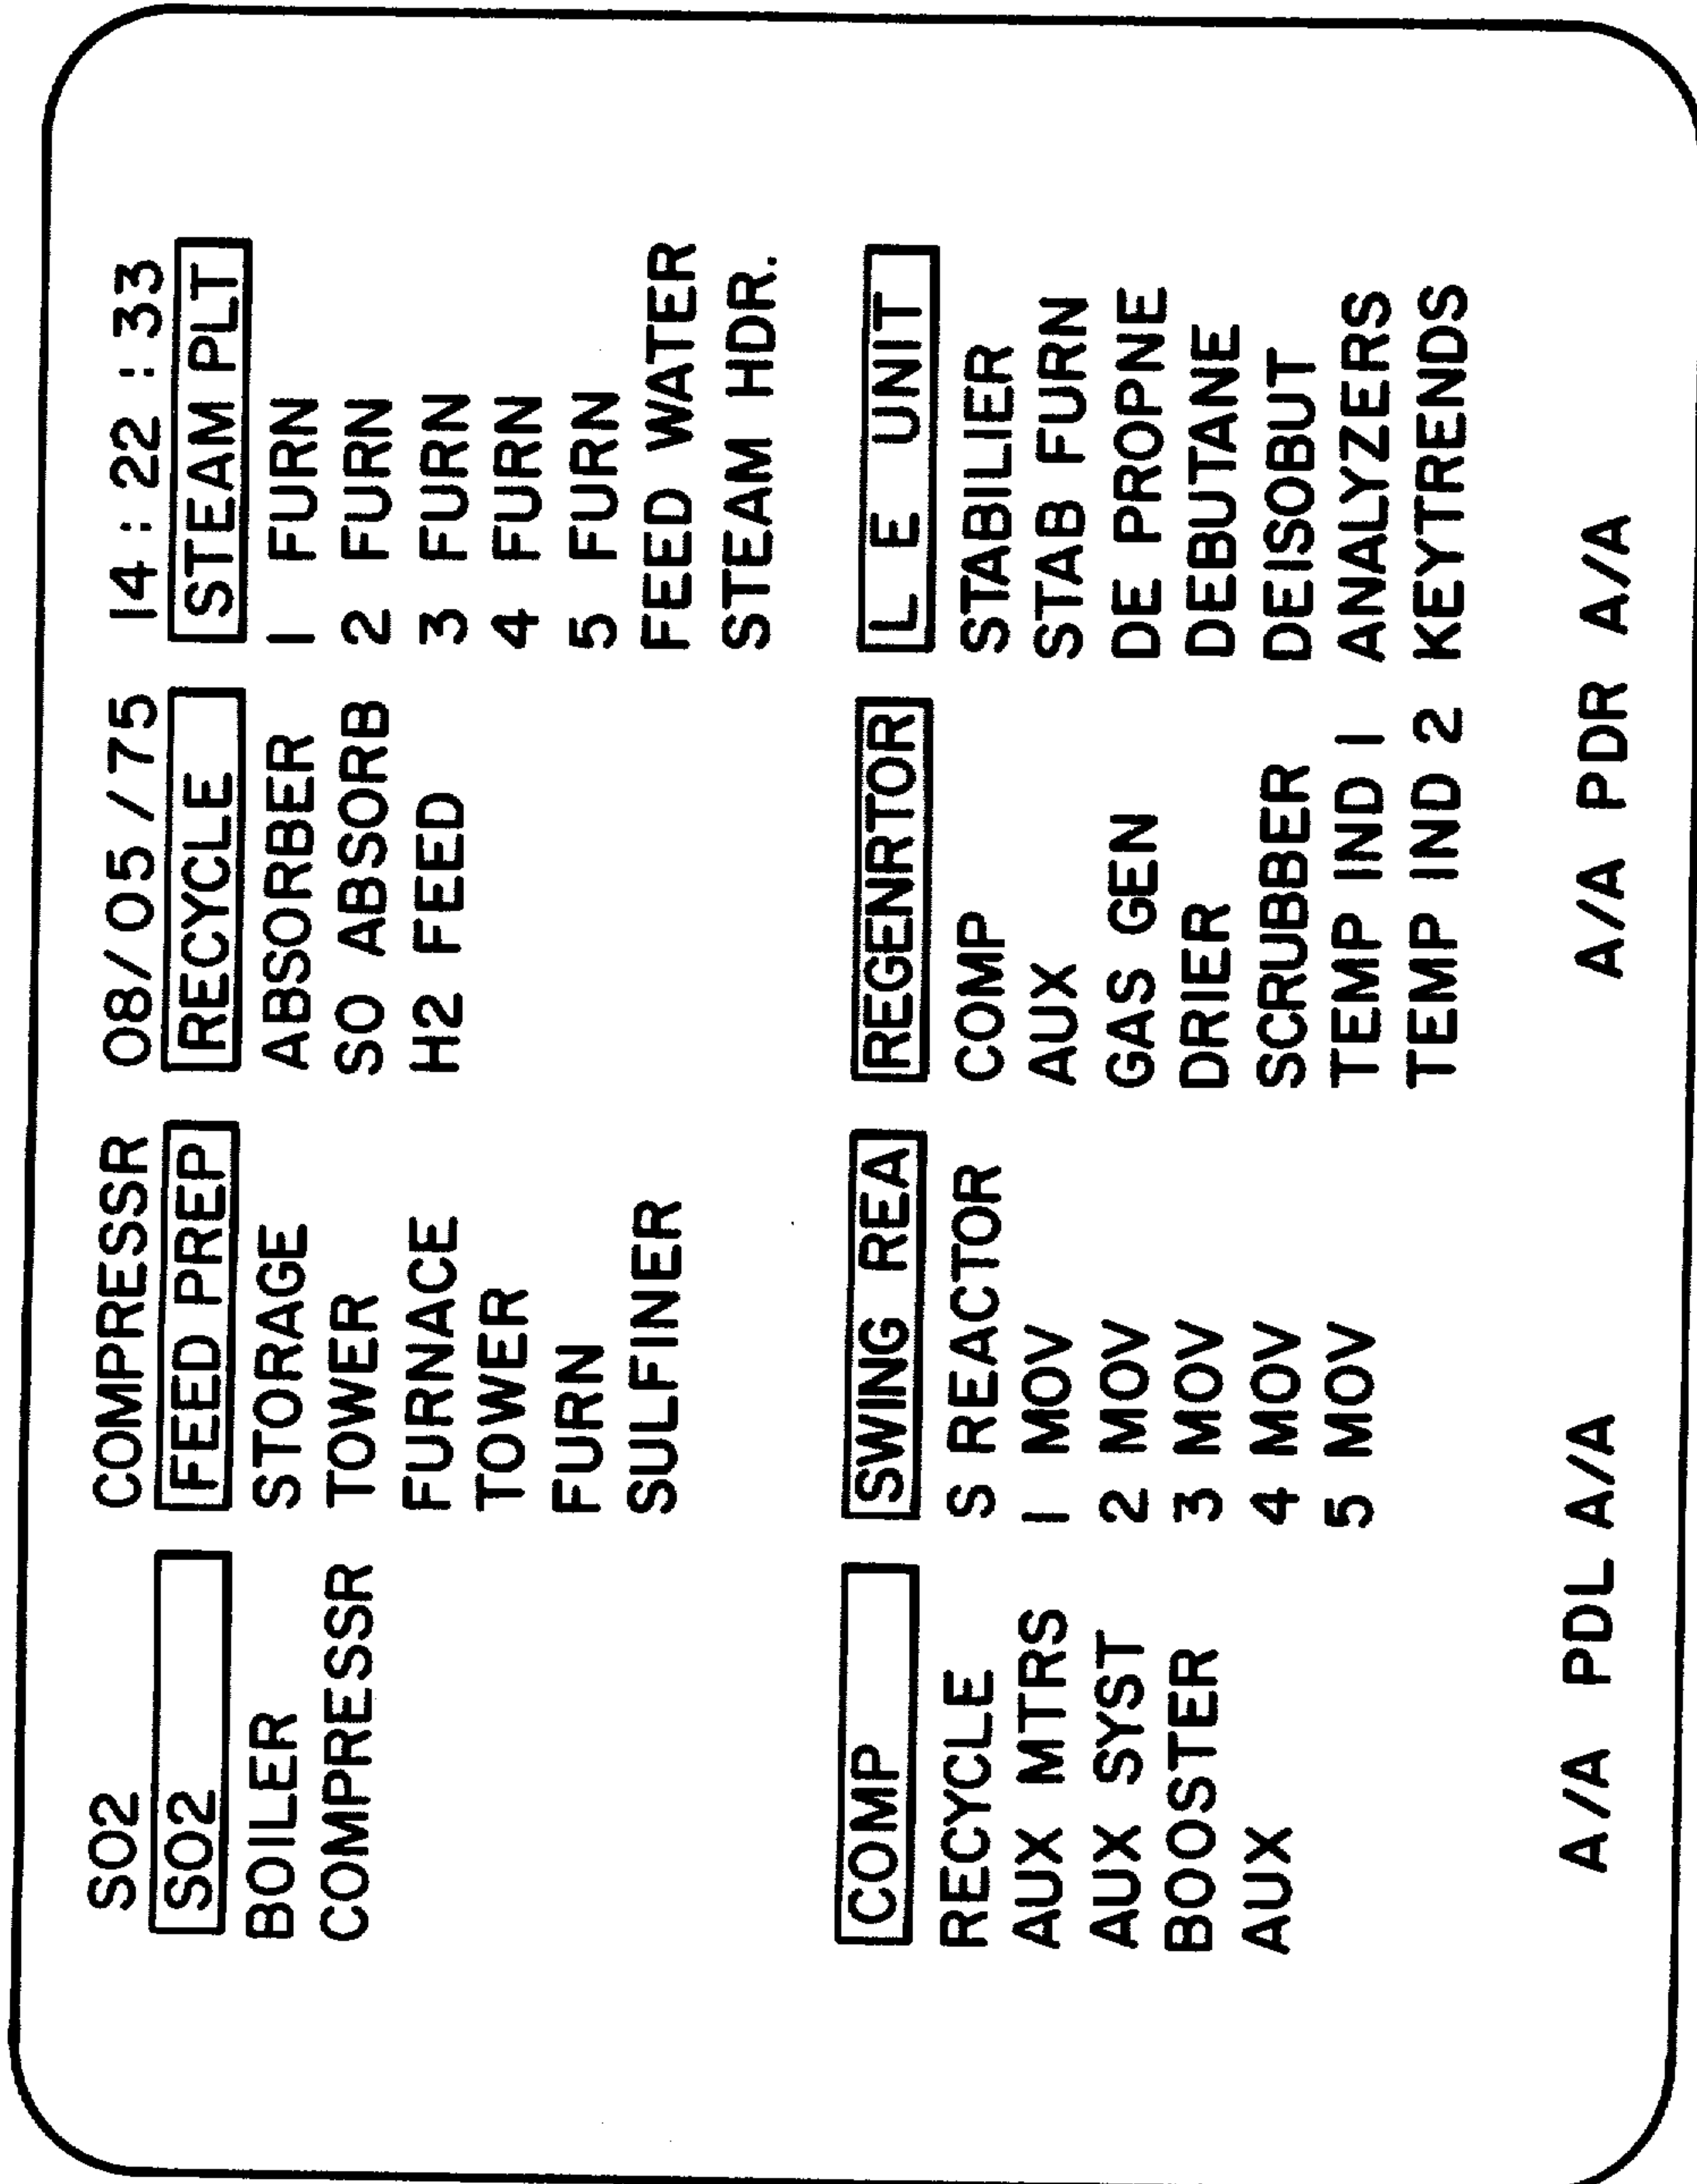 SO2 COMPRESSR 08/05/75 14:22:33
SO2 FEED PREP RECYCLE STEAM PLT
BOILER STORAGE ABSORBER 1 FURN
COMPRESSR TOWER SO ABSORB 2 FURN
FURNACE H2 FEED 3 FURN
TOWER 4 FURN
FURN 5 FURN
SULFINER FEED WATER
STEAM HDR.
COMP SWING REA REGENRTOR L E UNIT
RECYCLE S REACTOR COMP STABILIER
AUX MTRS 1 MOV AUX STAB FURN
AUX SYST 2 MOV GAS GEN DE PROPNE
BOOSTER 3 MOV DRIER DEBUTANE
AUX 4 MOV SCRUBBER DEISOBUT
5 MOV TEMP IND 1 ANALYZERS
TEMP IND 2 KEYTRENDS
A/A PDL A/A A/A PDR A/A